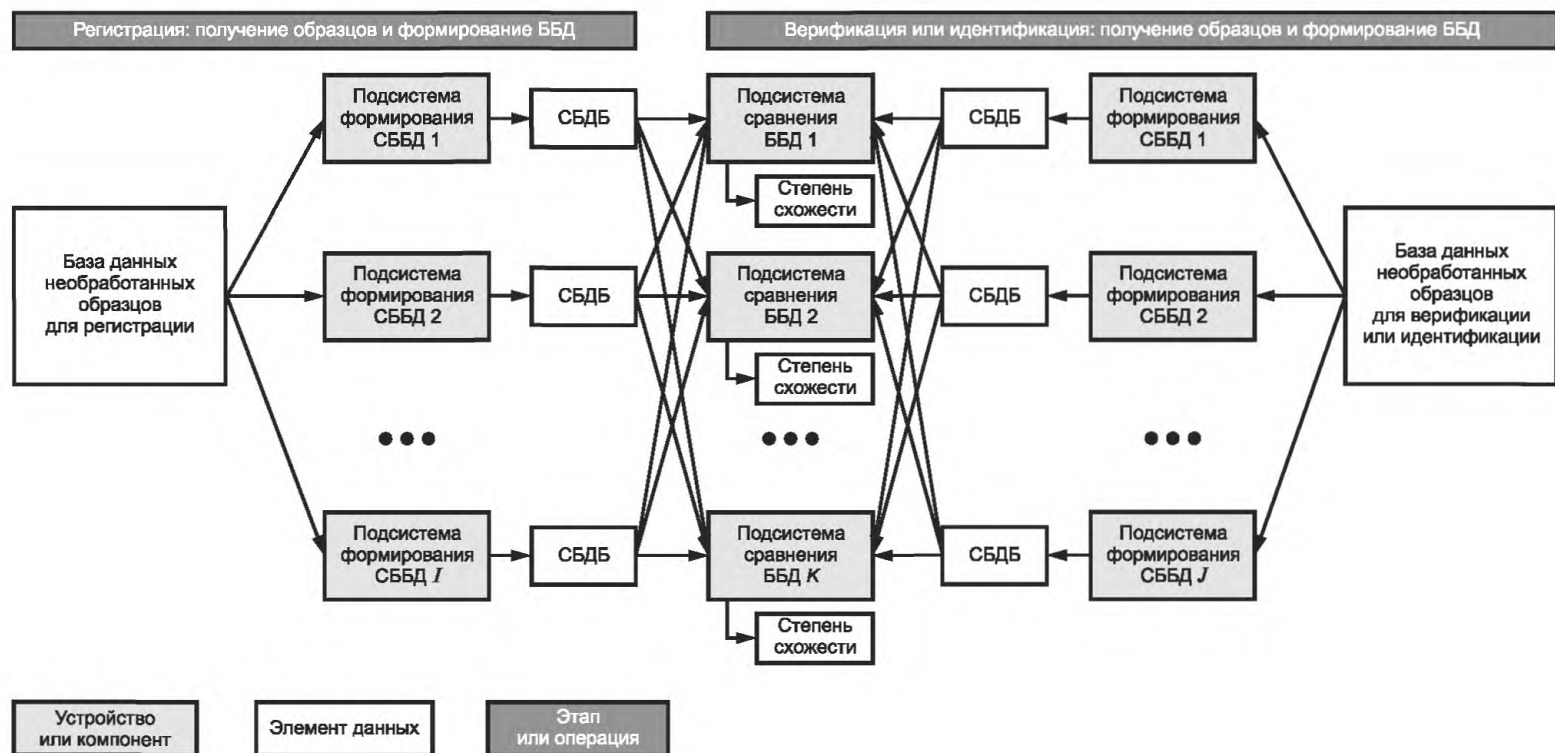 Регистрация: получение образцов и формирование ББД
Верификация или идентификация: получение образцов и формирование ББД
База данных
необработанных
образцов
для регистрации
Подсистема
формирования
СББД 1
СБДБ
Подсистема
сравнения
ББД 1
Степень
схожести
СБДБ
Подсистема
формирования
СББД 1
Подсистема
формирования
СББД 2
СБДБ
Подсистема
сравнения
ББД 2
Степень
схожести
СБДБ
Подсистема
формирования
СББД 2
База данных
необработанных
образцов
для верификации
или идентификации
Подсистема
формирования
СББД I
СБДБ
Подсистема
сравнения
ББД K
Степень
схожести
СБДБ
Подсистема
формирования
СББД J
Устройство
или компонент
Элемент данных
Этап
или операция